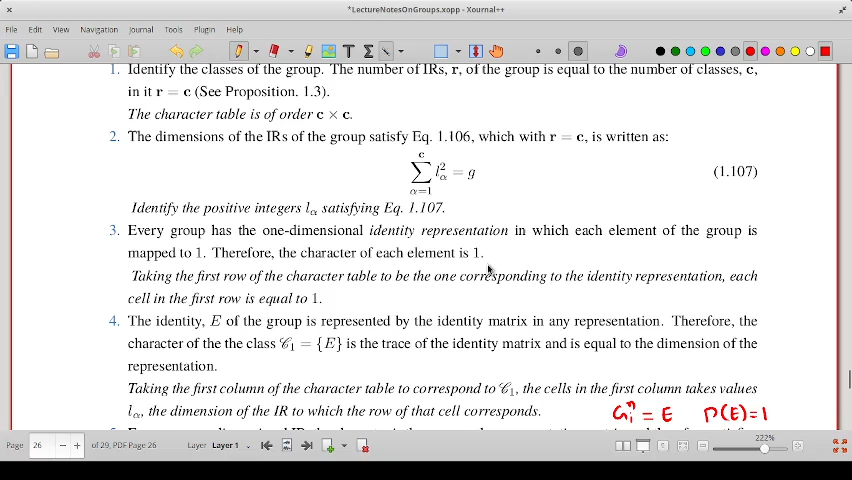 *LectureNotesOnGroups.xopp - Xournal++
File Edit View Navigation Journal Tools Plugin Help
1. Identify the classes of the group. The number of IRs, r, of the group is equal to the number of classes, c,
in it r = c (See Proposition. 1.3).
The character table is of order c × c.
2. The dimensions of the IRs of the group satisfy Eq. 1.106, which with r = c, is written as:
c
∑ l²_α = g (1.107)
α=1
Identify the positive integers l_α satisfying Eq. 1.107.
3. Every group has the one-dimensional identity representation in which each element of the group is
mapped to 1. Therefore, the character of each element is 1.
Taking the first row of the character table to be the one corresponding to the identity representation, each
cell in the first row is equal to 1.
4. The identity, E of the group is represented by the identity matrix in any representation. Therefore, the
character of the the class 𝒞₁ = {E} is the trace of the identity matrix and is equal to the dimension of the
representation.
Taking the first column of the character table to correspond to 𝒞₁, the cells in the first column takes values
l_α, the dimension of the IR to which the row of that cell corresponds.
G_i^n = E Γ(E)=1
Page 26 of 29, PDF Page 26 Layer Layer 1 222%